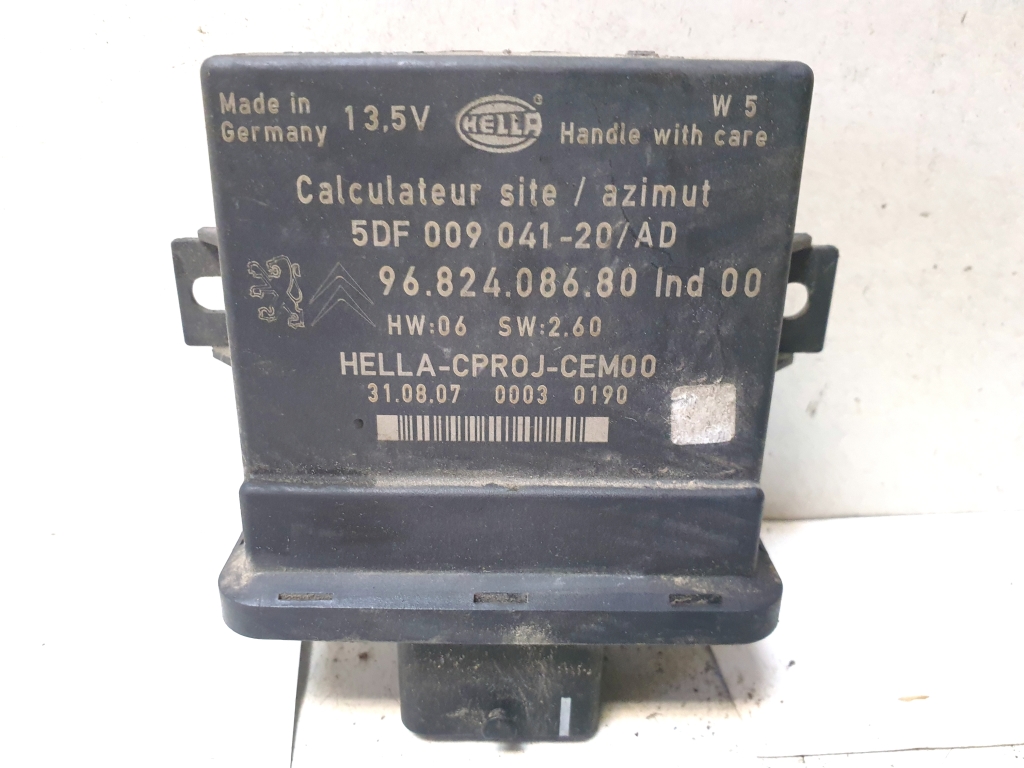 Made in Germany
13,5V
HELLA
W 5
Handle with care
Calculateur site / azimut
5DF 009 041-20/AD
96.824.086.80 Ind 00
HW:06 SW:2.60
HELLA-CPROJ-CEM00
31.08.07 0003 0190